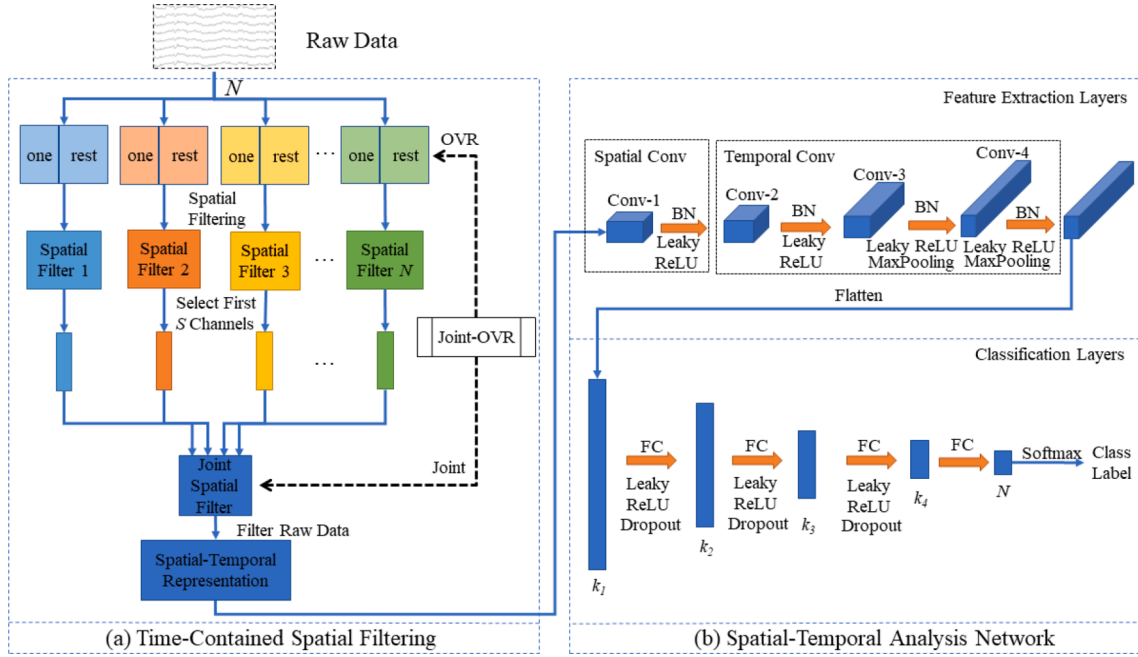 Raw Data
N
one rest one rest one rest ... one rest
OVR
Spatial
Filtering
Spatial
Filter 1
Spatial
Filter 2
Spatial
Filter 3
...
Spatial
Filter N
Select First
S Channels
...
Joint-OVR
Joint
Joint
Spatial
Filter
Filter Raw Data
Spatial-Temporal
Representation
(a) Time-Contained Spatial Filtering
Feature Extraction Layers
Spatial Conv
Conv-1
BN
Leaky
ReLU
Temporal Conv
Conv-2
BN
Leaky
ReLU
Conv-3
BN
Leaky ReLU
MaxPooling
Conv-4
BN
Leaky ReLU
MaxPooling
Flatten
Classification Layers
k1
FC
Leaky
ReLU
Dropout
k2
FC
Leaky
ReLU
Dropout
k3
FC
Leaky
ReLU
Dropout
k4
FC
N
Softmax
Class
Label
(b) Spatial-Temporal Analysis Network